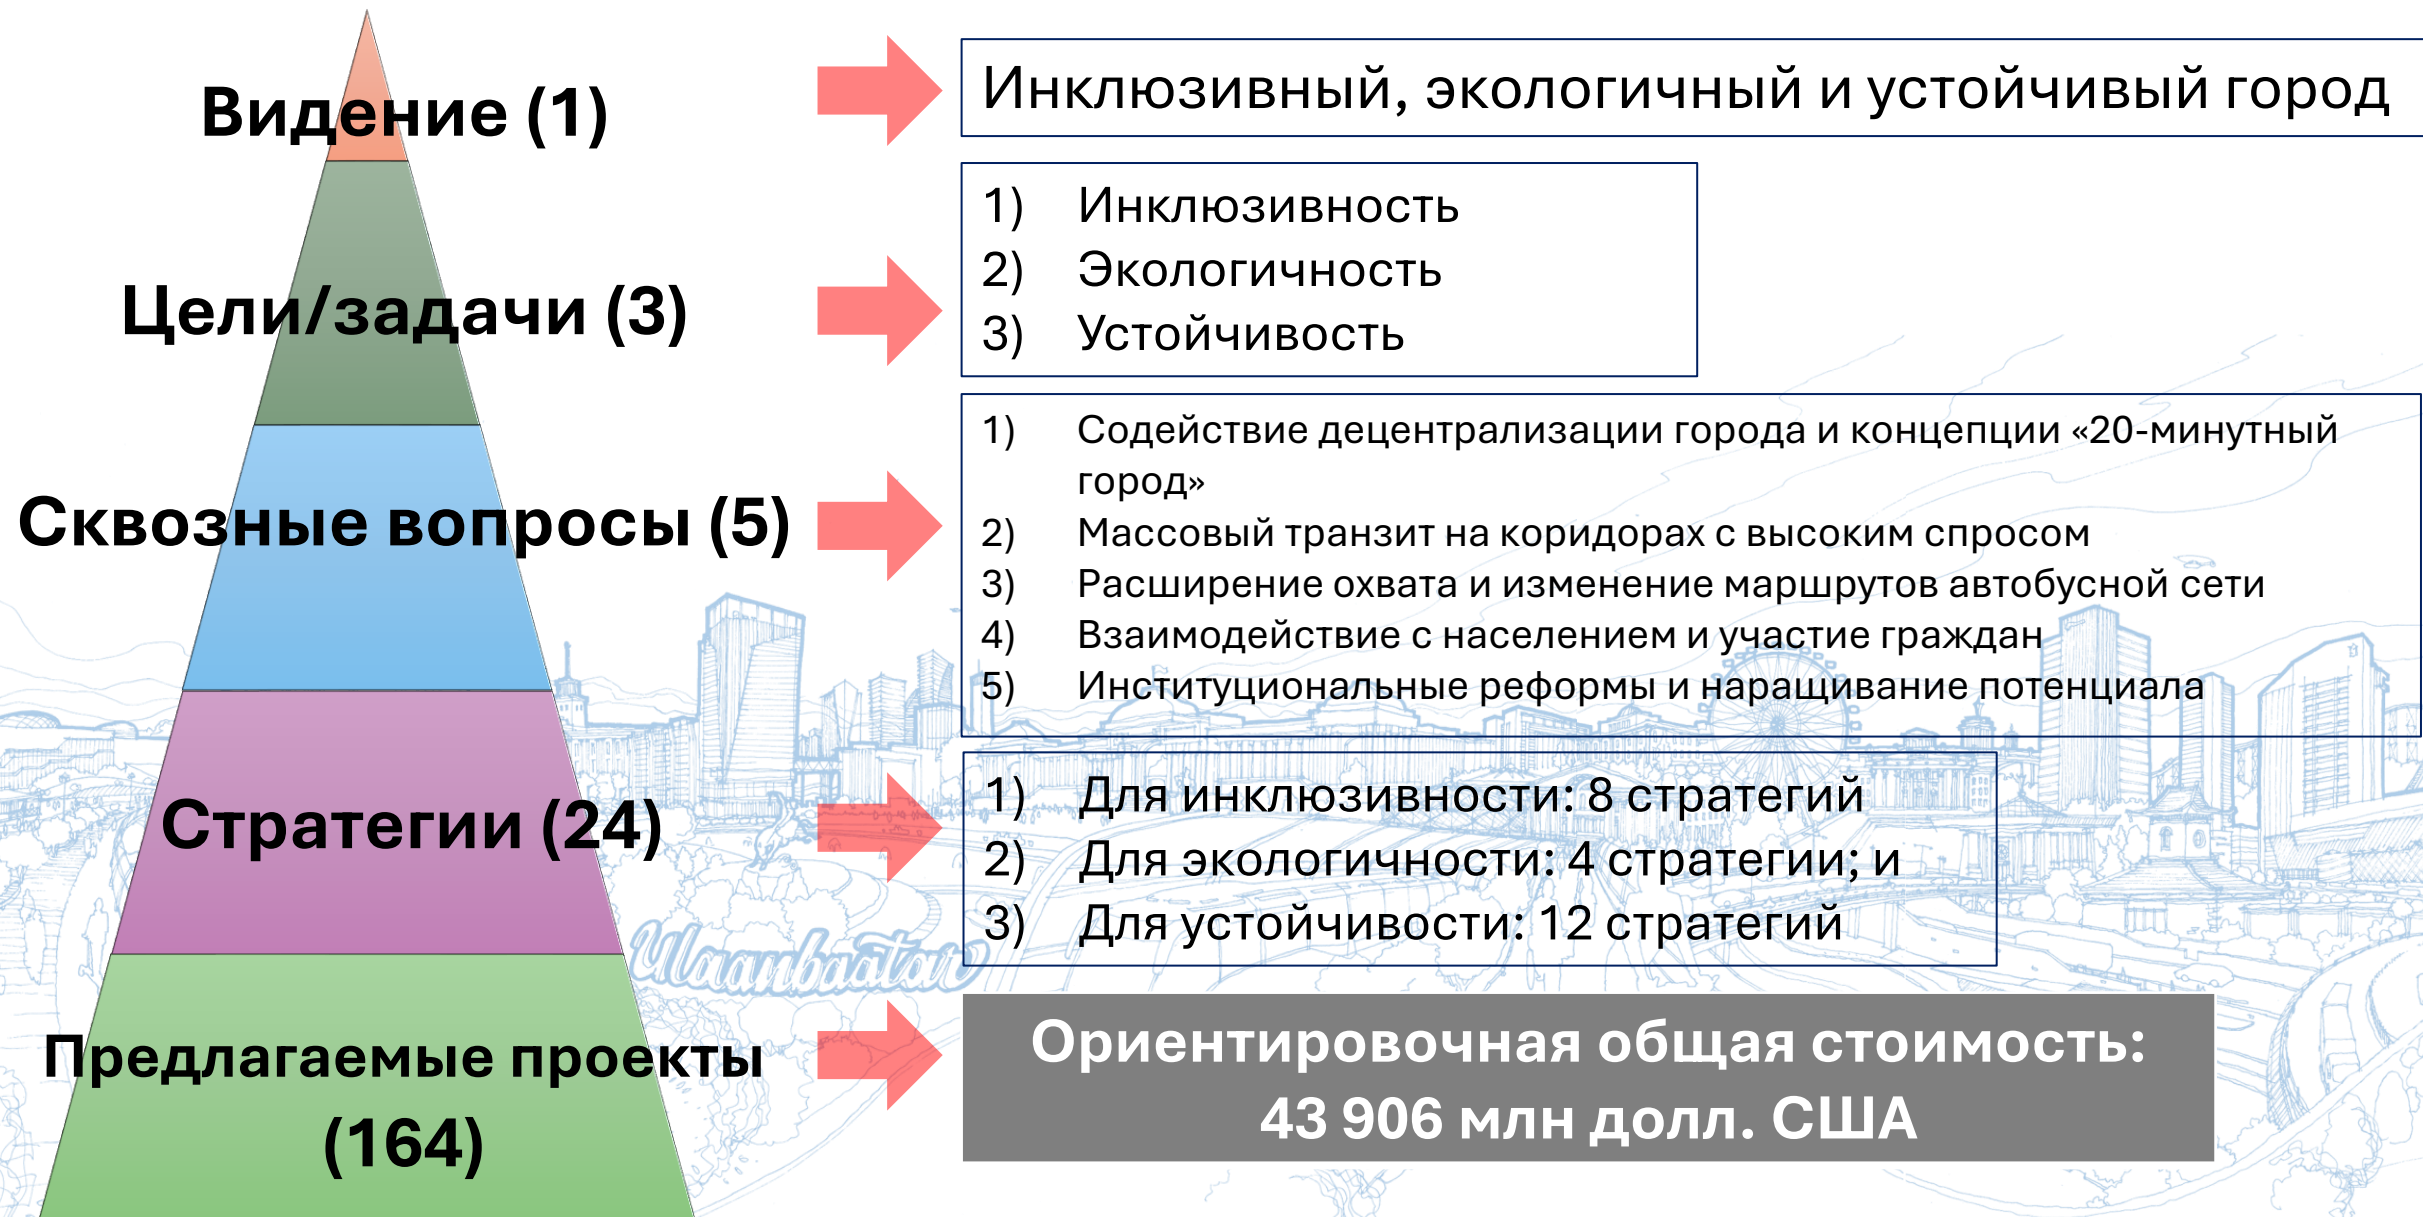 Видение (1)
Инклюзивный, экологичный и устойчивый город
Цели/задачи (3)
1) Инклюзивность
2) Экологичность
3) Устойчивость
Сквозные вопросы (5)
1) Содействие децентрализации города и концепции «20-минутный
город»
2) Массовый транзит на коридорах с высоким спросом
3) Расширение охвата и изменение маршрутов автобусной сети
4) Взаимодействие с населением и участие граждан
5) Институциональные реформы и наращивание потенциала
Стратегии (24)
1) Для инклюзивности: 8 стратегий
2) Для экологичности: 4 стратегии; и
3) Для устойчивости: 12 стратегий
Ulaanbaatar
Предлагаемые проекты
(164)
Ориентировочная общая стоимость:
43 906 млн долл. США